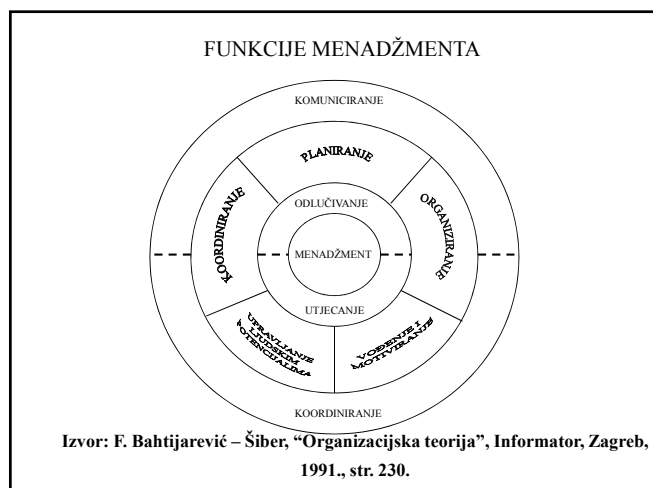 FUNKCIJE MENADŽMENTA
KOMUNICIRANJE
PLANIRANJE
ODLUČIVANJE
KOORDINIRANJE
ORGANIZIRANJE
MENADŽMENT
UTJECANJE
UPRAVLJANJE
LJUDSKIM
POTENCIJALIMA
VOĐENJE I
MOTIVIRANJE
KOORDINIRANJE
Izvor: F. Bahtijarević – Šiber, “Organizacijska teorija”, Informator, Zagreb,
1991., str. 230.